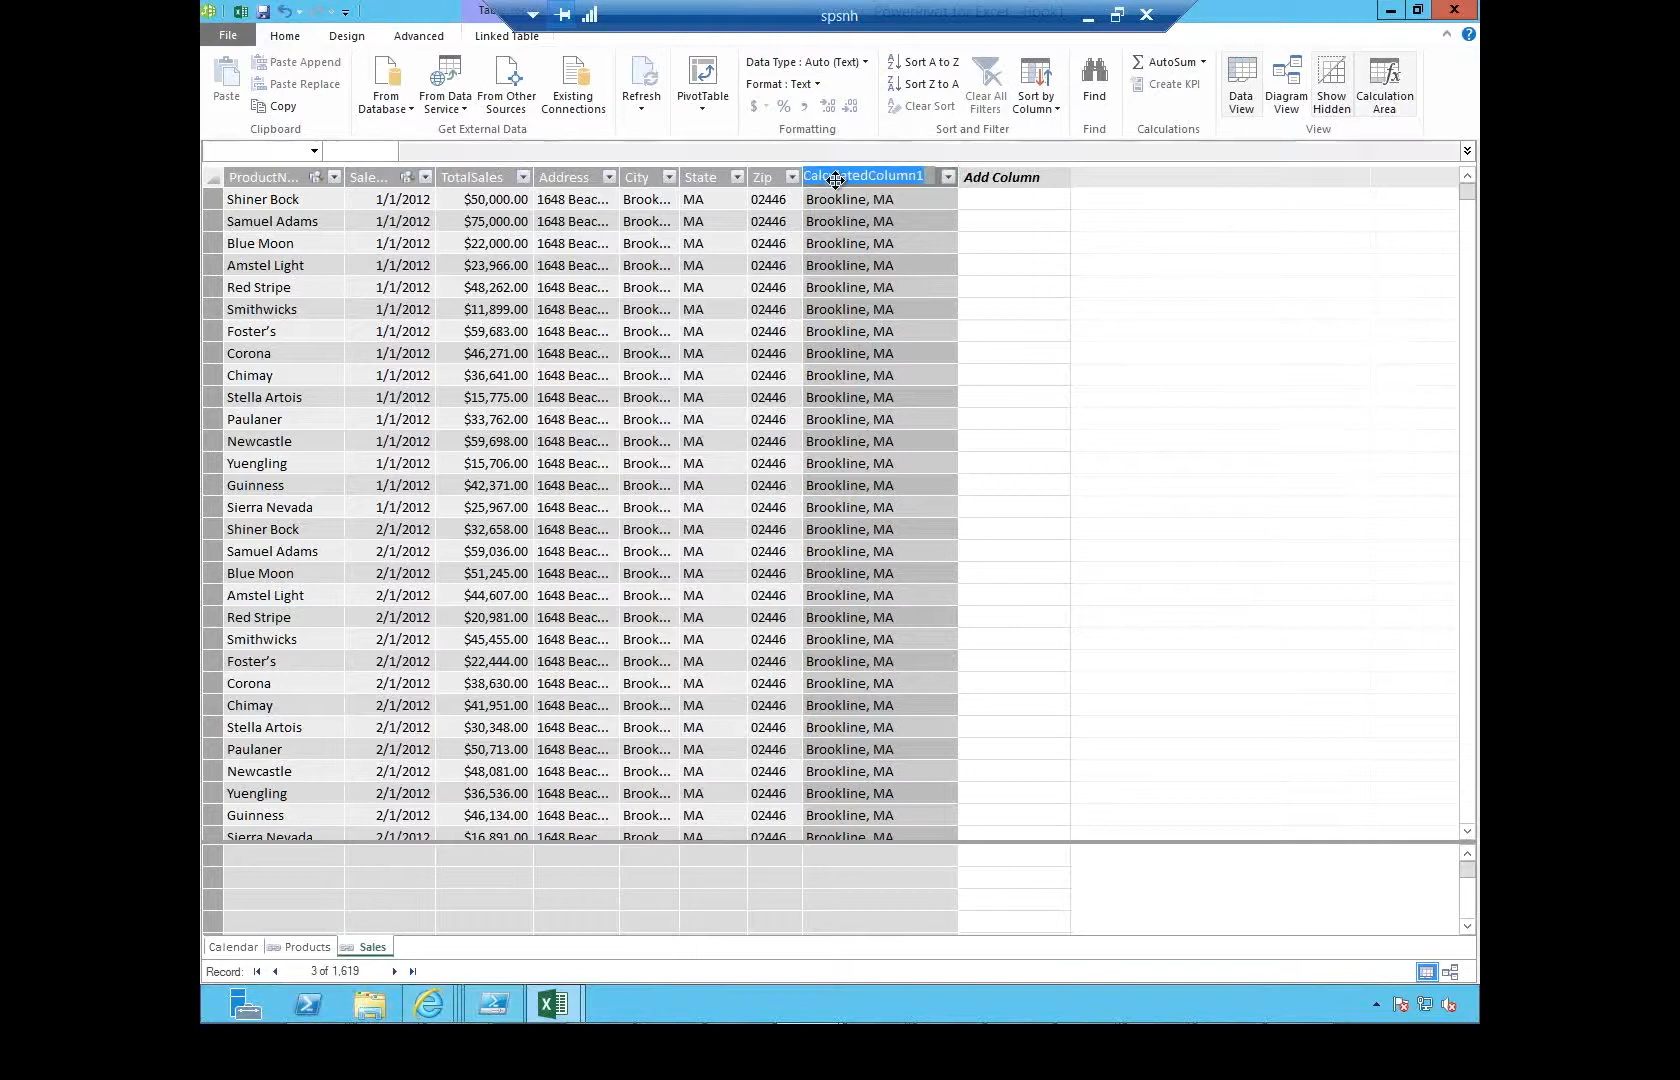 spsnh
File Home Design Advanced Linked Table
Paste
Paste Append
Paste Replace
Copy
Clipboard
From Database
From Data Service
From Other Sources
Existing Connections
Get External Data
Refresh
PivotTable
Data Type : Auto (Text)
Format : Text
$ %
Formatting
Sort A to Z
Sort Z to A
Clear Sort
Clear All Filters
Sort by Column
Sort and Filter
Find
Find
AutoSum
Create KPI
Calculations
Data View
Diagram View
Show Hidden
Calculation Area
View
ProductN... Sale... TotalSales Address City State Zip Add Column
Shiner Bock 1/1/2012 $50,000.00 1648 Beac... Brook... MA 02446 Brookline, MA
Samuel Adams 1/1/2012 $75,000.00 1648 Beac... Brook... MA 02446 Brookline, MA
Blue Moon 1/1/2012 $22,000.00 1648 Beac... Brook... MA 02446 Brookline, MA
Amstel Light 1/1/2012 $23,966.00 1648 Beac... Brook... MA 02446 Brookline, MA
Red Stripe 1/1/2012 $48,262.00 1648 Beac... Brook... MA 02446 Brookline, MA
Smithwicks 1/1/2012 $11,899.00 1648 Beac... Brook... MA 02446 Brookline, MA
Foster's 1/1/2012 $59,683.00 1648 Beac... Brook... MA 02446 Brookline, MA
Corona 1/1/2012 $46,271.00 1648 Beac... Brook... MA 02446 Brookline, MA
Chimay 1/1/2012 $36,641.00 1648 Beac... Brook... MA 02446 Brookline, MA
Stella Artois 1/1/2012 $15,775.00 1648 Beac... Brook... MA 02446 Brookline, MA
Paulaner 1/1/2012 $33,762.00 1648 Beac... Brook... MA 02446 Brookline, MA
Newcastle 1/1/2012 $59,698.00 1648 Beac... Brook... MA 02446 Brookline, MA
Yuengling 1/1/2012 $15,706.00 1648 Beac... Brook... MA 02446 Brookline, MA
Guinness 1/1/2012 $42,371.00 1648 Beac... Brook... MA 02446 Brookline, MA
Sierra Nevada 1/1/2012 $25,967.00 1648 Beac... Brook... MA 02446 Brookline, MA
Shiner Bock 2/1/2012 $32,658.00 1648 Beac... Brook... MA 02446 Brookline, MA
Samuel Adams 2/1/2012 $59,036.00 1648 Beac... Brook... MA 02446 Brookline, MA
Blue Moon 2/1/2012 $51,245.00 1648 Beac... Brook... MA 02446 Brookline, MA
Amstel Light 2/1/2012 $44,607.00 1648 Beac... Brook... MA 02446 Brookline, MA
Red Stripe 2/1/2012 $20,981.00 1648 Beac... Brook... MA 02446 Brookline, MA
Smithwicks 2/1/2012 $45,455.00 1648 Beac... Brook... MA 02446 Brookline, MA
Foster's 2/1/2012 $22,444.00 1648 Beac... Brook... MA 02446 Brookline, MA
Corona 2/1/2012 $38,630.00 1648 Beac... Brook... MA 02446 Brookline, MA
Chimay 2/1/2012 $41,951.00 1648 Beac... Brook... MA 02446 Brookline, MA
Stella Artois 2/1/2012 $30,348.00 1648 Beac... Brook... MA 02446 Brookline, MA
Paulaner 2/1/2012 $50,713.00 1648 Beac... Brook... MA 02446 Brookline, MA
Newcastle 2/1/2012 $48,081.00 1648 Beac... Brook... MA 02446 Brookline, MA
Yuengling 2/1/2012 $36,536.00 1648 Beac... Brook... MA 02446 Brookline, MA
Guinness 2/1/2012 $46,134.00 1648 Beac... Brook... MA 02446 Brookline, MA
Sierra Nevada 2/1/2012 $16,891.00 1648 Beac... Brook... MA 02446 Brookline, MA
Calendar Products Sales
Record: 3 of 1,619